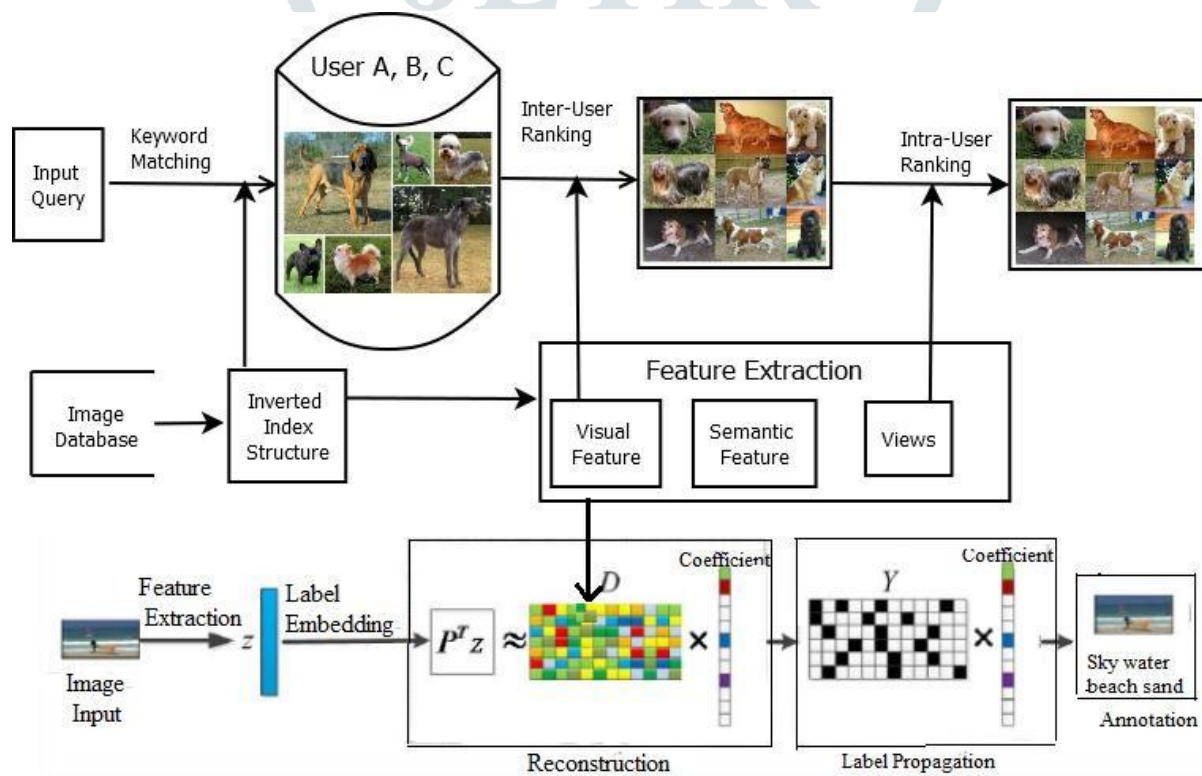 User A, B, C
Input
Query
Keyword
Matching
Inter-User
Ranking
Intra-User
Ranking
Image
Database
Inverted
Index
Structure
Feature Extraction
Visual
Feature
Semantic
Feature
Views
Image
Input
Feature
Extraction
z
Label
Embedding
Pᵀz
≈
D
×
Coefficient
Reconstruction
Y
×
Coefficient
Label Propagation
Sky water
beach sand
Annotation